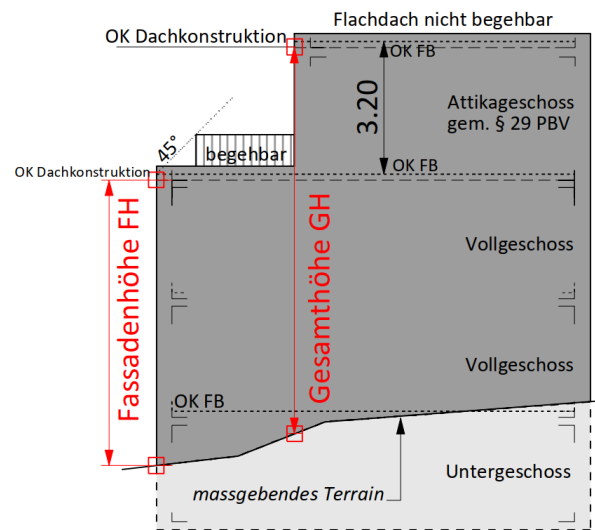 Flachdach nicht begehbar
OK Dachkonstruktion
OK FB
3.20
Attikageschoss
gem. § 29 PBV
45°
begehbar
OK FB
OK Dachkonstruktion
Fassadenhöhe FH
Gesamthöhe GH
Vollgeschoss
Vollgeschoss
OK FB
Untergeschoss
massgebendes Terrain